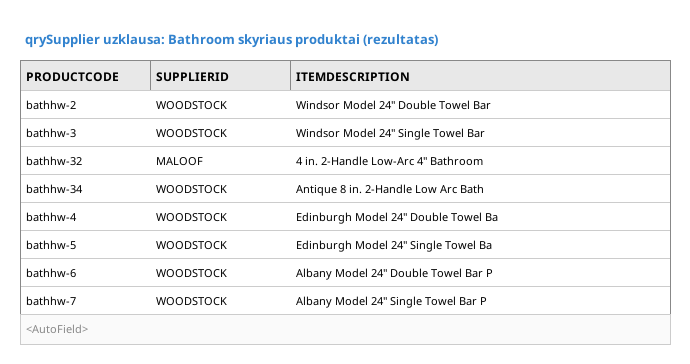 qrySupplier uzklausa: Bathroom skyriaus produktai (rezultatas)
PRODUCTCODE SUPPLIERID ITEMDESCRIPTION
bathhw-2 WOODSTOCK Windsor Model 24" Double Towel Bar
bathhw-3 WOODSTOCK Windsor Model 24" Single Towel Bar
bathhw-32 MALOOF 4 in. 2-Handle Low-Arc 4" Bathroom
bathhw-34 WOODSTOCK Antique 8 in. 2-Handle Low Arc Bath
bathhw-4 WOODSTOCK Edinburgh Model 24" Double Towel Ba
bathhw-5 WOODSTOCK Edinburgh Model 24" Single Towel Ba
bathhw-6 WOODSTOCK Albany Model 24" Double Towel Bar P
bathhw-7 WOODSTOCK Albany Model 24" Single Towel Bar P
<AutoField>